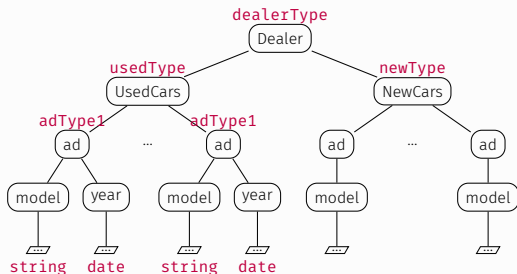 dealerType
Dealer
usedType newType
UsedCars NewCars
adType1 adType1
ad ... ad ad ... ad
model year model year model model
... ... ... ... ... ...
string date string date